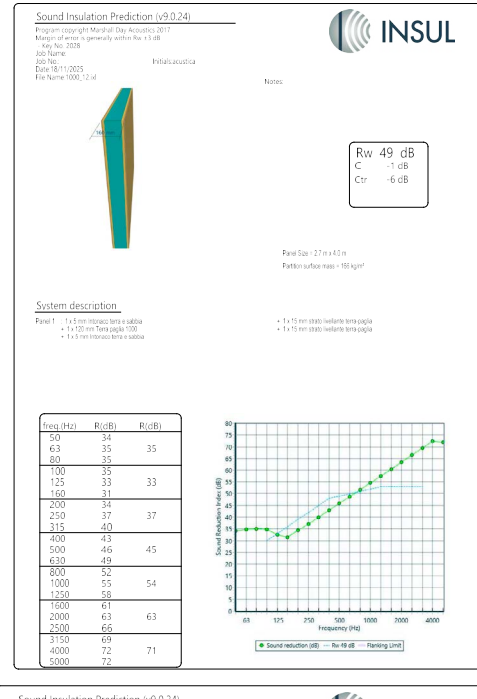 Sound Insulation Prediction (v9.0.24)
INSUL
Program copyright Marshall Day Acoustics 2017
Margin of error is generally within Rw ±3 dB
- Key No. 2028
Job Name:
Job No.: Initials:acustica
Date:18/11/2025
File Name:1000_12.ixl
Notes:
160 mm
Rw 49 dB
C -1 dB
Ctr -6 dB
Panel Size = 2.7 m x 4.0 m
Partition surface mass = 166 kg/m²
System description
Panel 1 : 1 x 5 mm Intonaco terra e sabbia + 1 x 15 mm strato livellante terra-paglia
+ 1 x 120 mm Terra paglia 1000 + 1 x 15 mm strato livellante terra-paglia
+ 1 x 5 mm Intonaco terra e sabbia
freq.(Hz) R(dB) R(dB)
50 34
63 35 35
80 35
100 35
125 33 33
160 31
200 34
250 37 37
315 40
400 43
500 46 45
630 49
800 52
1000 55 54
1250 58
1600 61
2000 63 63
2500 66
3150 69
4000 72 71
5000 72
Sound Reduction Index (dB)
80
75
70
65
60
55
50
45
40
35
30
25
20
15
10
5
0
63 125 250 500 1000 2000 4000
Frequency (Hz)
Sound reduction (dB) Rw 49 dB Flanking Limit
Sound Insulation Prediction (v9.0.24)